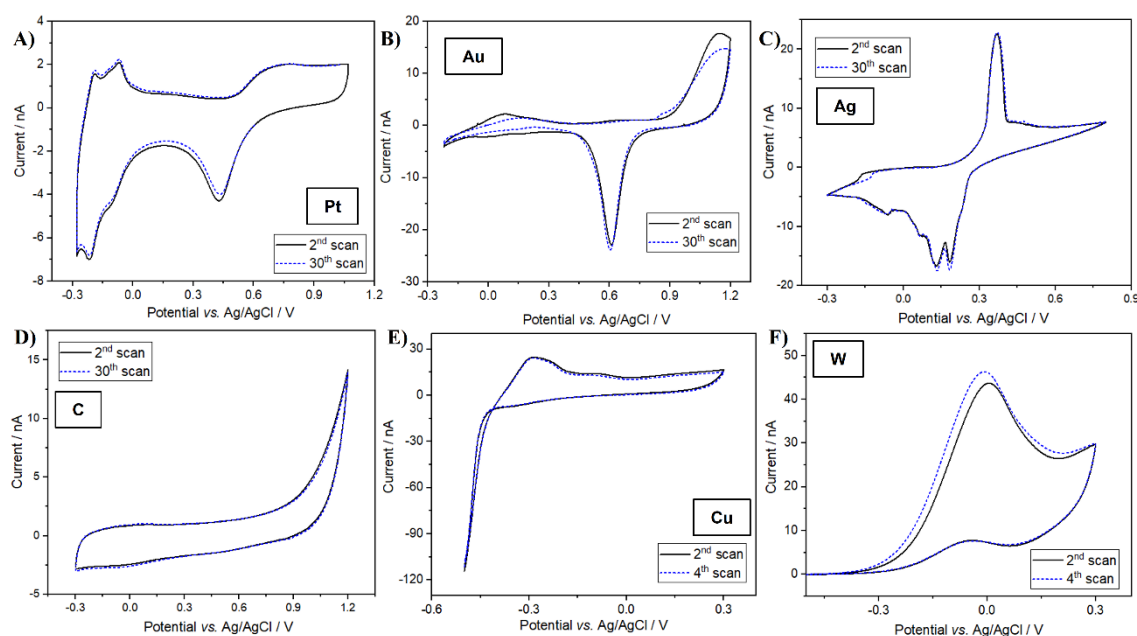 A)
Current / nA
4
2
0
-2
-4
-6
-8
Pt
2nd scan
30th scan
-0.3 0.0 0.3 0.6 0.9 1.2
Potential vs. Ag/AgCl / V
B)
Current / nA
20
10
0
-10
-20
-30
Au
2nd scan
30th scan
-0.3 0.0 0.3 0.6 0.9 1.2
Potential vs. Ag/AgCl / V
C)
Current / nA
20
10
0
-10
-20
2nd scan
30th scan
Ag
-0.3 0.0 0.3 0.6 0.9
Potential vs. Ag/AgCl / V
D)
Current / nA
15
10
5
0
-5
2nd scan
30th scan
C
-0.3 0.0 0.3 0.6 0.9 1.2
Potential vs. Ag/AgCl / V
E)
Current / nA
30
0
-30
-60
-90
-120
Cu
2nd scan
4th scan
-0.6 -0.3 0.0 0.3
Potential vs. Ag/AgCl / V
F)
Current / nA
50
40
30
20
10
0
W
2nd scan
4th scan
-0.3 0.0 0.3
Potential vs. Ag/AgCl / V